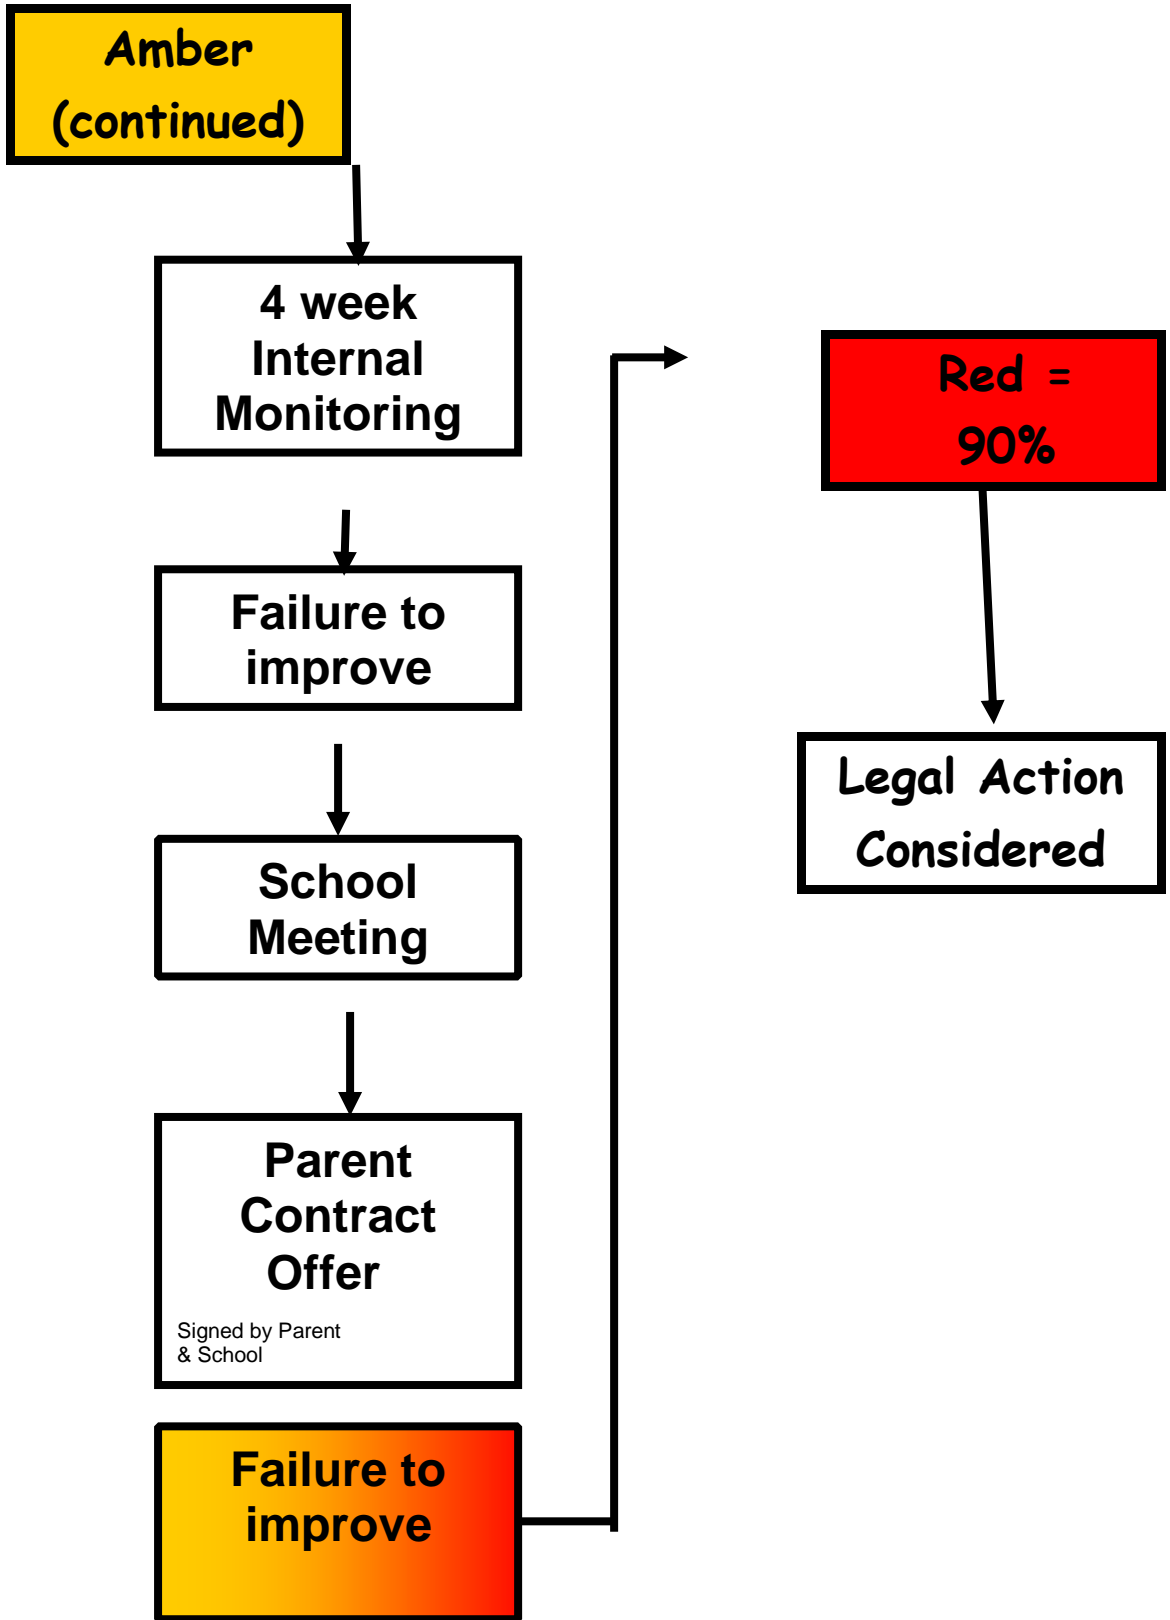 Amber
(continued)
4 week
Internal
Monitoring
Failure to
improve
School
Meeting
Parent
Contract
Offer
Signed by Parent
& School
Failure to
improve
Red =
90%
Legal Action
Considered